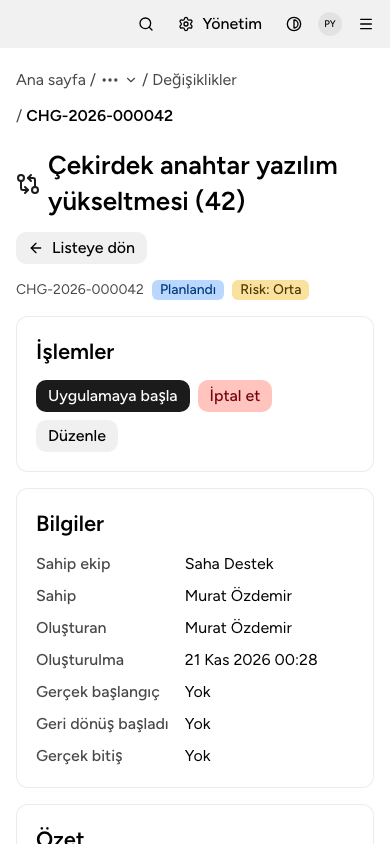 Yönetim PY
Ana sayfa / ··· / Değişiklikler
/ CHG-2026-000042
Çekirdek anahtar yazılım
yükseltmesi (42)
Listeye dön
CHG-2026-000042 Planlandı Risk: Orta
İşlemler
Uygulamaya başla İptal et
Düzenle
Bilgiler
Sahip ekip Saha Destek
Sahip Murat Özdemir
Oluşturan Murat Özdemir
Oluşturulma 21 Kas 2026 00:28
Gerçek başlangıç Yok
Geri dönüş başladı Yok
Gerçek bitiş Yok
Özet